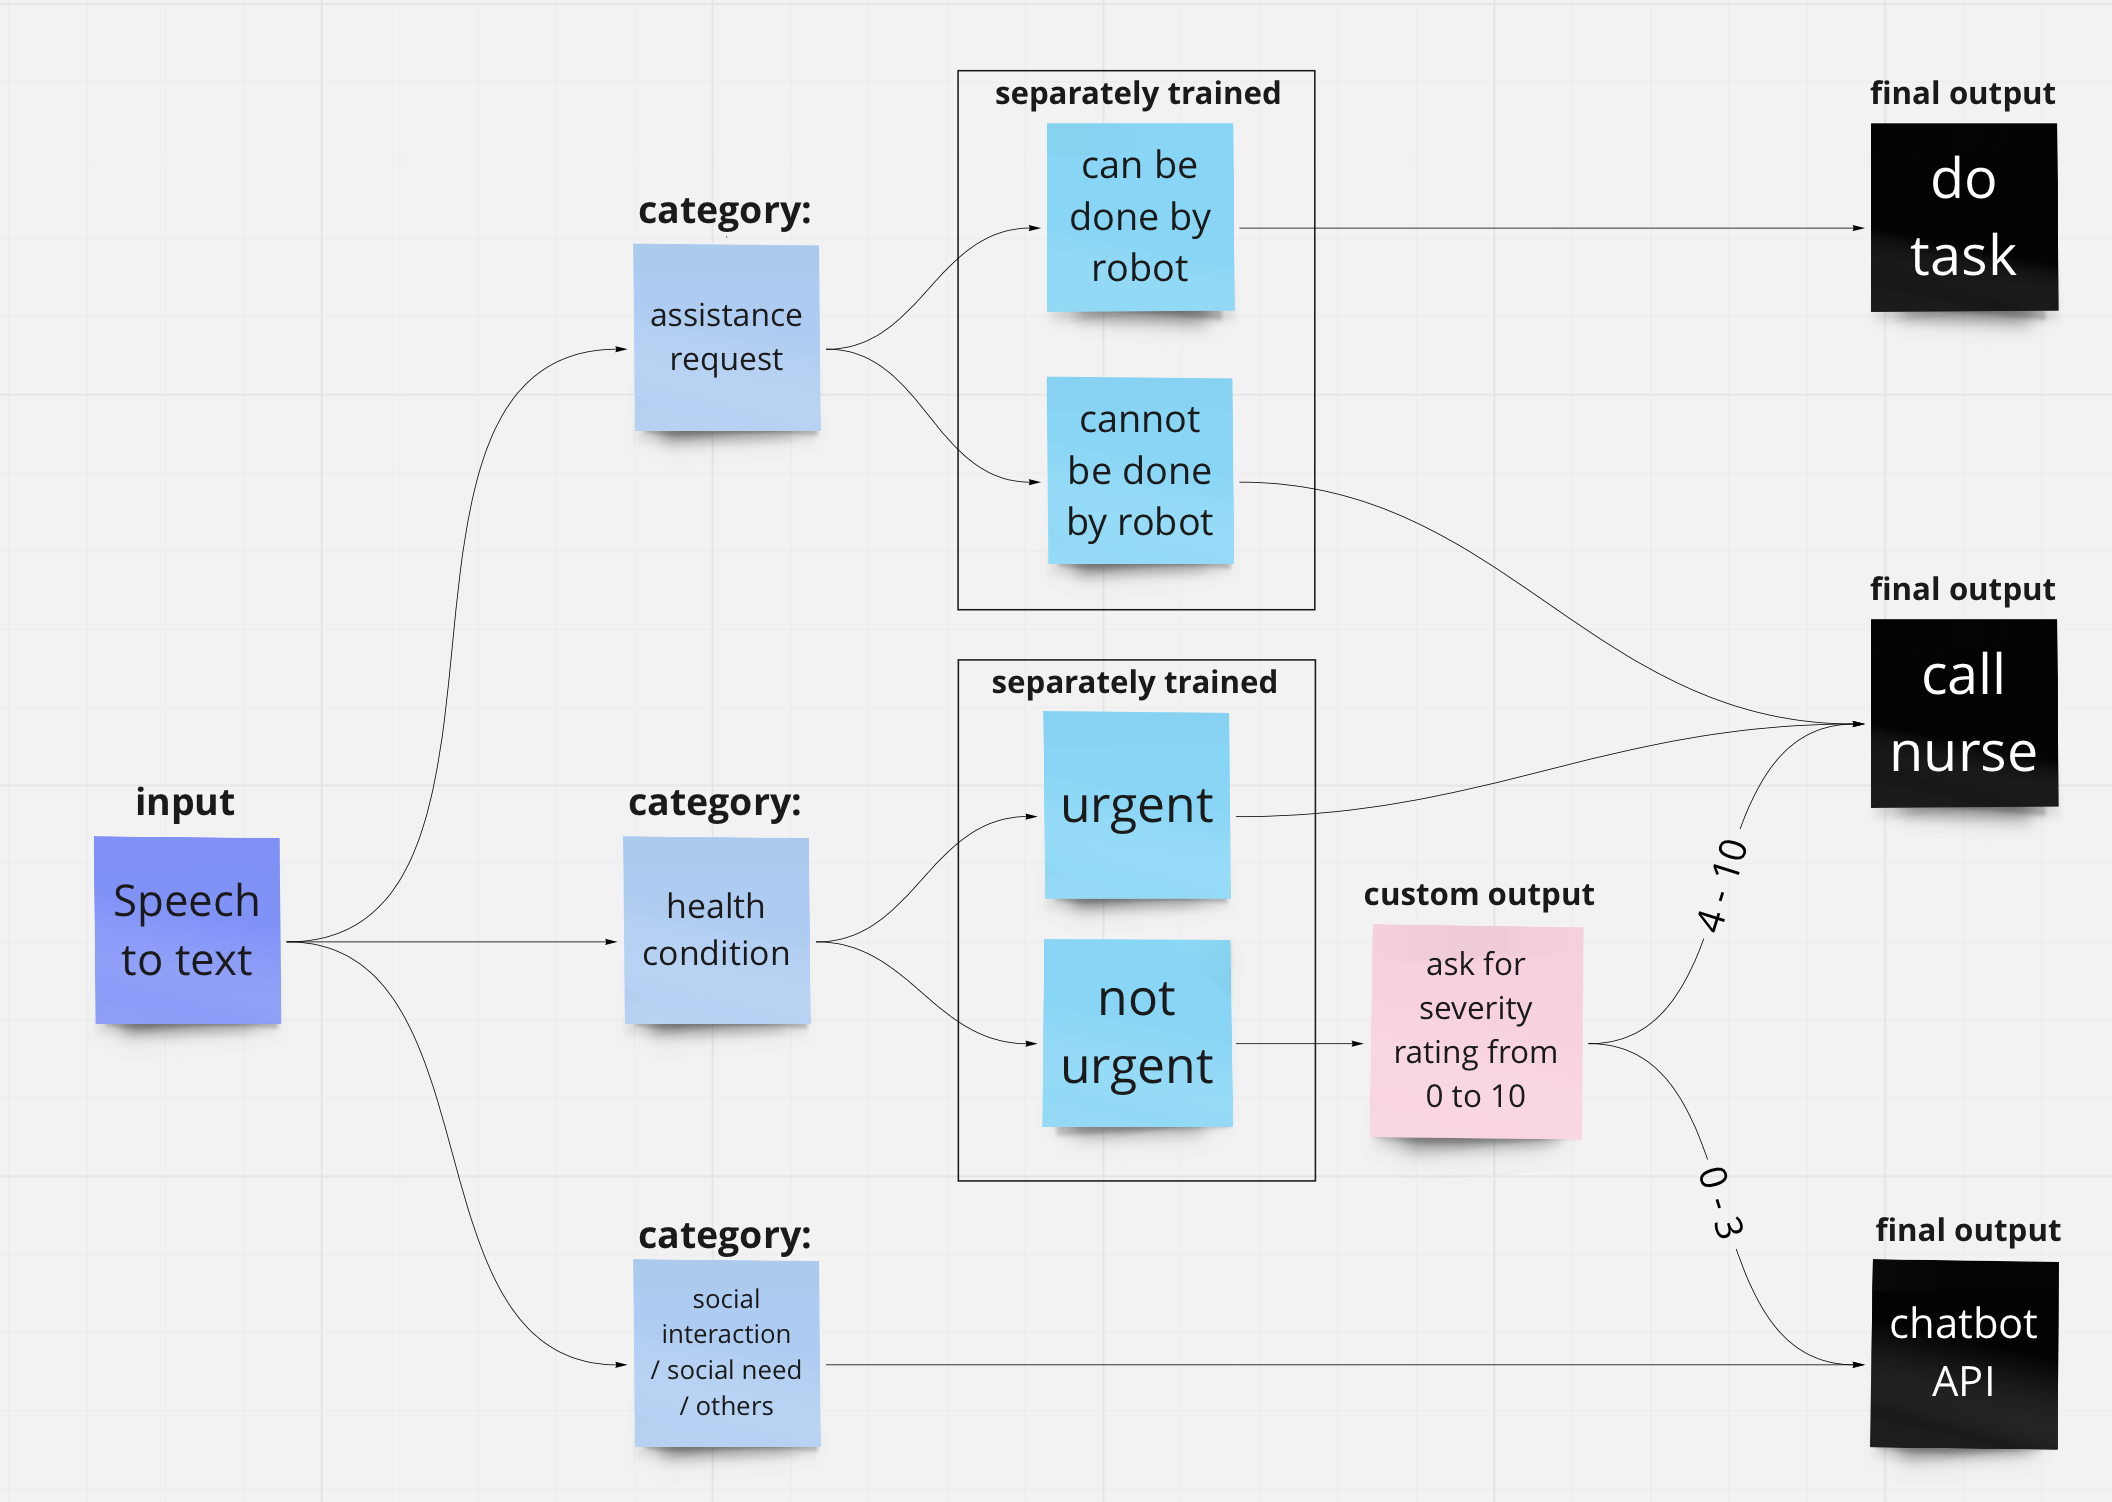 separately trained
can be
done by
robot
final output
do
task
category:
assistance
request
cannot
be done
by robot
final output
call
nurse
separately trained
urgent
input
Speech
to text
category:
health
condition
not
urgent
custom output
ask for
severity
rating from
0 to 10
4 - 10
0 - 3
category:
social
interaction
/ social need
/ others
final output
chatbot
API